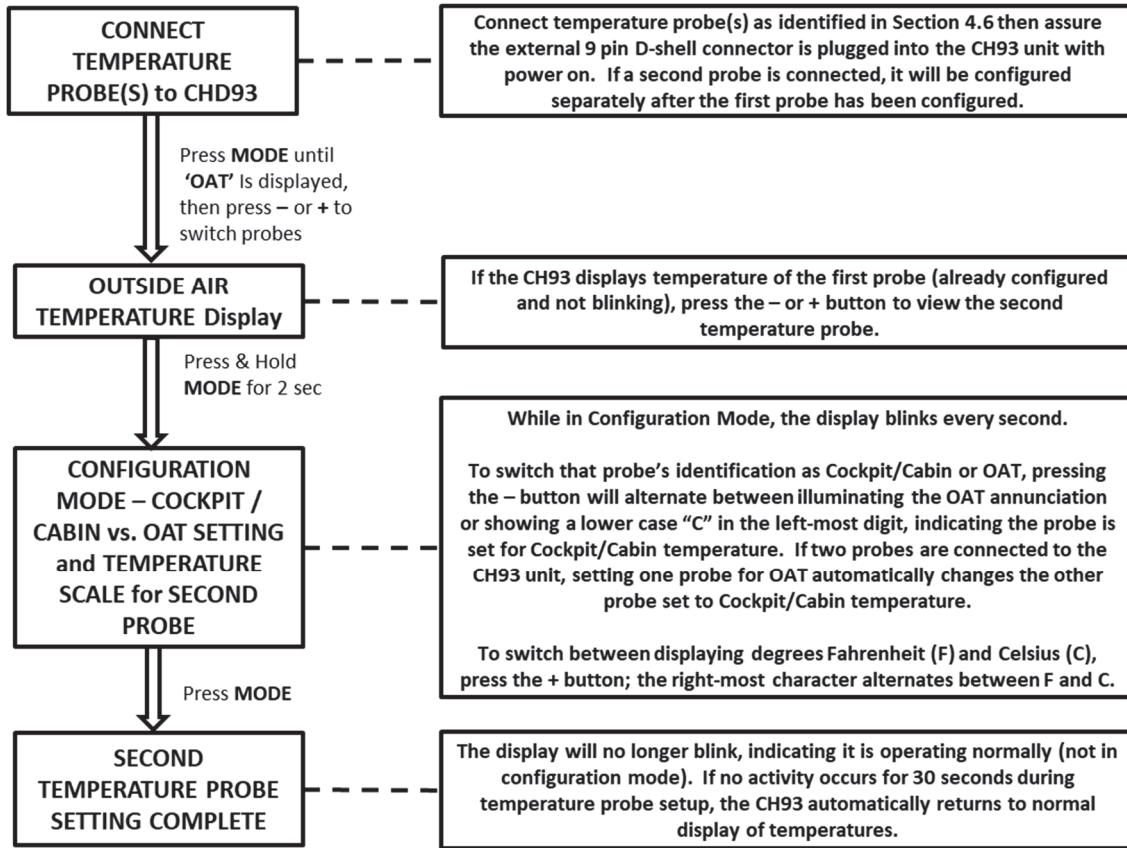 CONNECT
TEMPERATURE
PROBE(S) to CHD93
Connect temperature probe(s) as identified in Section 4.6 then assure
the external 9 pin D-shell connector is plugged into the CH93 unit with
power on.  If a second probe is connected, it will be configured
separately after the first probe has been configured.
Press MODE until
‘OAT’ Is displayed,
then press – or + to
switch probes
OUTSIDE AIR
TEMPERATURE Display
If the CH93 displays temperature of the first probe (already configured
and not blinking), press the – or + button to view the second
temperature probe.
Press & Hold
MODE for 2 sec
CONFIGURATION
MODE – COCKPIT /
CABIN vs. OAT SETTING
and TEMPERATURE
SCALE for SECOND
PROBE
While in Configuration Mode, the display blinks every second.
To switch that probe’s identification as Cockpit/Cabin or OAT, pressing
the – button will alternate between illuminating the OAT annunciation
or showing a lower case “C” in the left-most digit, indicating the probe is
set for Cockpit/Cabin temperature.  If two probes are connected to the
CH93 unit, setting one probe for OAT automatically changes the other
probe set to Cockpit/Cabin temperature.
To switch between displaying degrees Fahrenheit (F) and Celsius (C),
press the + button; the right-most character alternates between F and C.
Press MODE
SECOND
TEMPERATURE PROBE
SETTING COMPLETE
The display will no longer blink, indicating it is operating normally (not in
configuration mode).  If no activity occurs for 30 seconds during
temperature probe setup, the CH93 automatically returns to normal
display of temperatures.